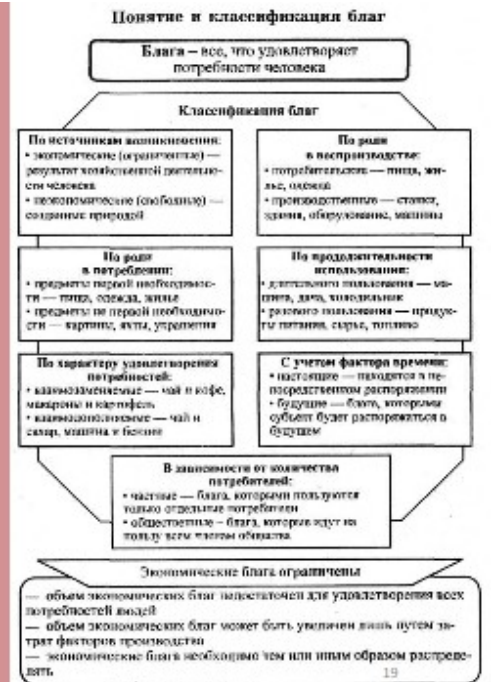 Понятие и классификация благ
Блага – все, что удовлетворяет
потребности человека
Классификация благ
По источникам возникновения:
• экономические (ограниченные) —
результат хозяйственной деятельно-
сти человека
• неэкономические (свободные) —
созданные природой
По роли
в воспроизводстве:
• потребительские — пища, жи-
лье, одежда
• производственные — станки,
здания, оборудование, машины
По роли
в потреблении:
• предметы первой необходимос-
ти — пища, одежда, жилье
• предметы не первой необходимо-
сти — картины, яхты, украшения
По продолжительности
использования:
• длительного пользования — ма-
шина, дача, холодильник
• разового пользования — продук-
ты питания, сырье, топливо
По характеру удовлетворения
потребностей:
• взаимозаменяемые — чай и кофе,
макароны и картофель
• взаимодополняемые — чай и
сахар, машина и бензин
С учетом фактора времени:
• настоящие — находятся в не-
посредственном распоряжении
• будущие — блага, которыми
субъект будет распоряжаться в
будущем
В зависимости от количества
потребителей:
• частные — блага, которыми пользуются
только отдельные потребители
• общественные – блага, которые идут на
пользу всем членам общества
Экономические блага ограничены
— объем экономических благ недостаточен для удовлетворения всех
потребностей людей
— объем экономических благ может быть увеличен лишь путем за-
трат факторов производства
— экономические блага необходимо тем или иным образом распреде-
лять
19